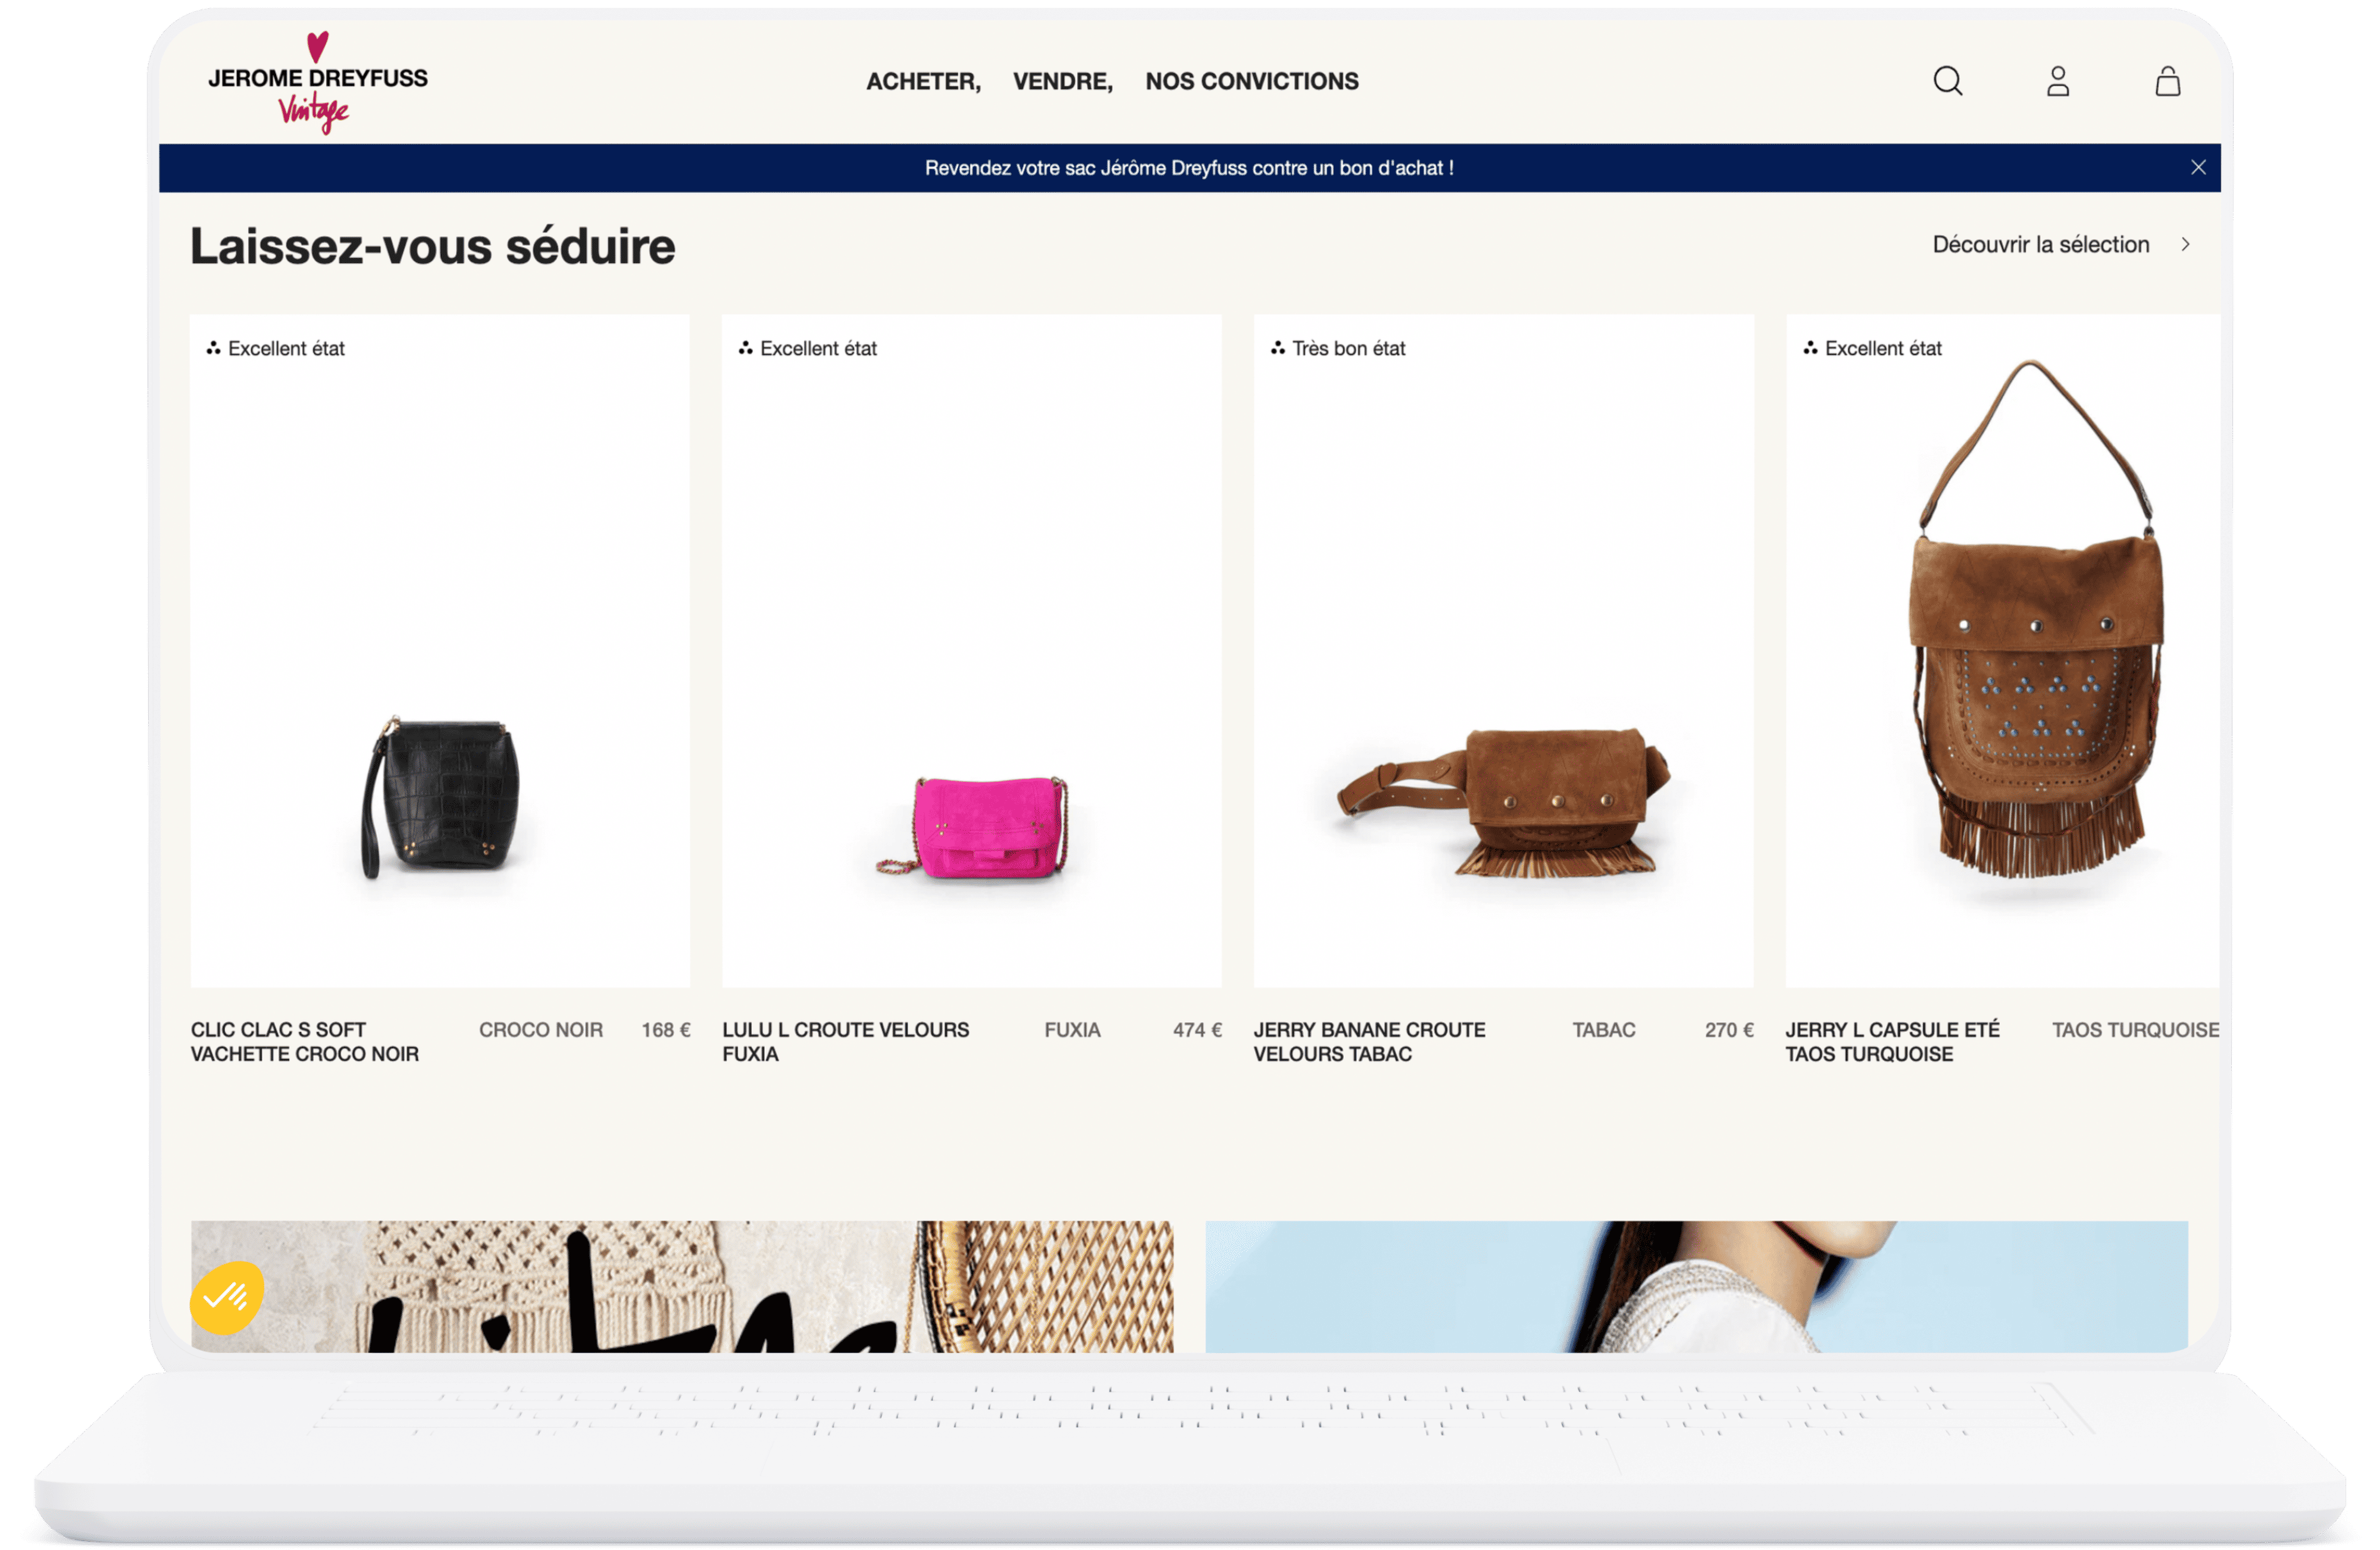 JEROME DREYFUSS
Vintage
ACHETER, VENDRE, NOS CONVICTIONS
Revendez votre sac Jérôme Dreyfuss contre un bon d'achat !
Laissez-vous séduire
Découvrir la sélection
Excellent état
Excellent état
Très bon état
Excellent état
CLIC CLAC S SOFT
VACHETTE CROCO NOIR
CROCO NOIR
168 €
LULU L CROUTE VELOURS
FUXIA
FUXIA
474 €
JERRY BANANE CROUTE
VELOURS TABAC
TABAC
270 €
JERRY L CAPSULE ETÉ
TAOS TURQUOISE
TAOS TURQUOISE